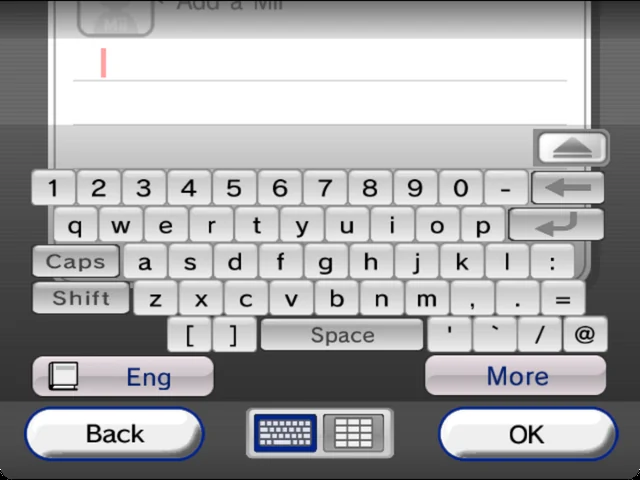 Add a Mii
1 2 3 4 5 6 7 8 9 0 -
q w e r t y u i o p
Caps a s d f g h j k l :
Shift z x c v b n m , . =
[ ] Space ' ` / @
Eng More
Back OK